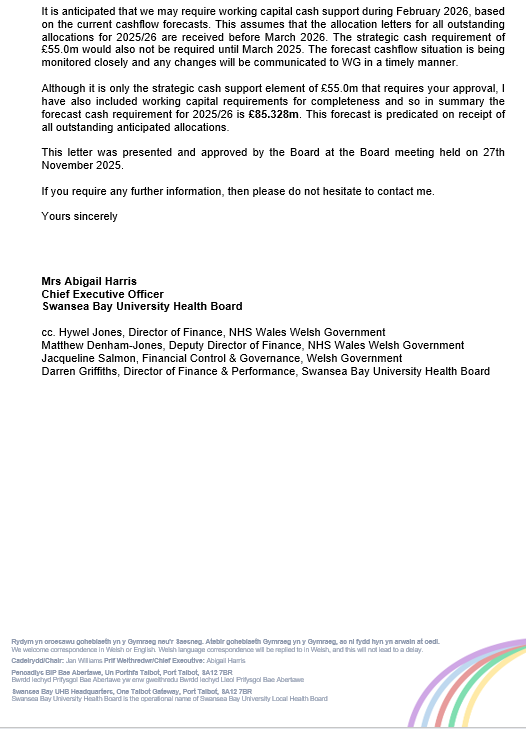 It is anticipated that we may require working capital cash support during February 2026, based
on the current cashflow forecasts. This assumes that the allocation letters for all outstanding
allocations for 2025/26 are received before March 2026. The strategic cash requirement of
£55.0m would also not be required until March 2025. The forecast cashflow situation is being
monitored closely and any changes will be communicated to WG in a timely manner.
Although it is only the strategic cash support element of £55.0m that requires your approval, I
have also included working capital requirements for completeness and so in summary the
forecast cash requirement for 2025/26 is £85.328m. This forecast is predicated on receipt of
all outstanding anticipated allocations.
This letter was presented and approved by the Board at the Board meeting held on 27th
November 2025.
If you require any further information, then please do not hesitate to contact me.
Yours sincerely
Mrs Abigail Harris
Chief Executive Officer
Swansea Bay University Health Board
cc. Hywel Jones, Director of Finance, NHS Wales Welsh Government
Matthew Denham-Jones, Deputy Director of Finance, NHS Wales Welsh Government
Jacqueline Salmon, Financial Control & Governance, Welsh Government
Darren Griffiths, Director of Finance & Performance, Swansea Bay University Health Board
Rydym yn croesawu gohebiaeth yn y Gymraeg neu'r Saesneg. Atebir gohebiaeth Gymraeg yn y Gymraeg, ac ni fydd hyn yn arwain at oedi.
We welcome correspondence in Welsh or English. Welsh language correspondence will be replied to in Welsh, and this will not lead to a delay.
Cadeirydd/Chair: Jan Williams Prif Weithredwr/Chief Executive: Abigail Harris
Pencadlys BIP Bae Abertawe, Un Porthfa Talbot, Port Talbot, SA12 7BR
Bwrdd Iechyd Prifysgol Bae Abertawe yw enw gweithredu Bwrdd Iechyd Lleol Prifysgol Bae Abertawe
Swansea Bay UHB Headquarters, One Talbot Gateway, Port Talbot, SA12 7BR
Swansea Bay University Health Board is the operational name of Swansea Bay University Local Health Board